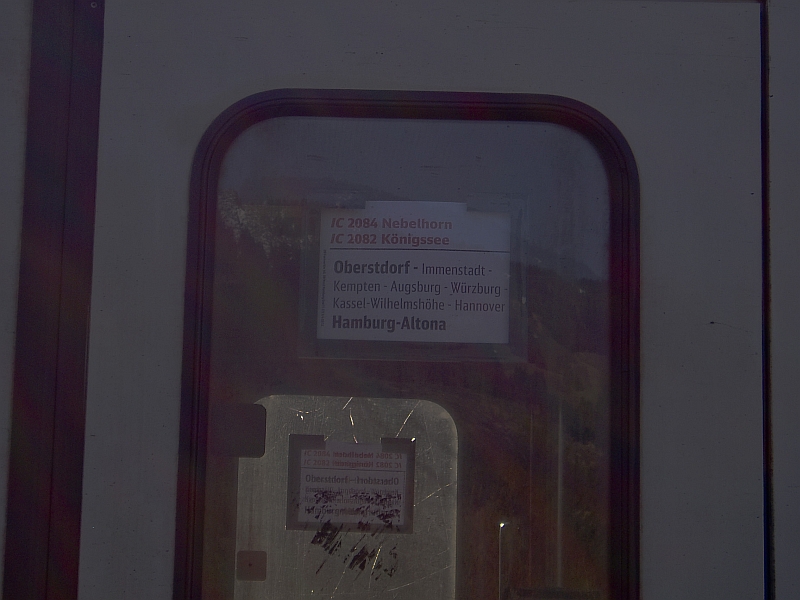 IC 2084 Nebelhorn
IC 2082 Königssee
Oberstdorf - Immenstadt -
Kempten - Augsburg - Würzburg -
Kassel-Wilhelmshöhe - Hannover
Hamburg-Altona